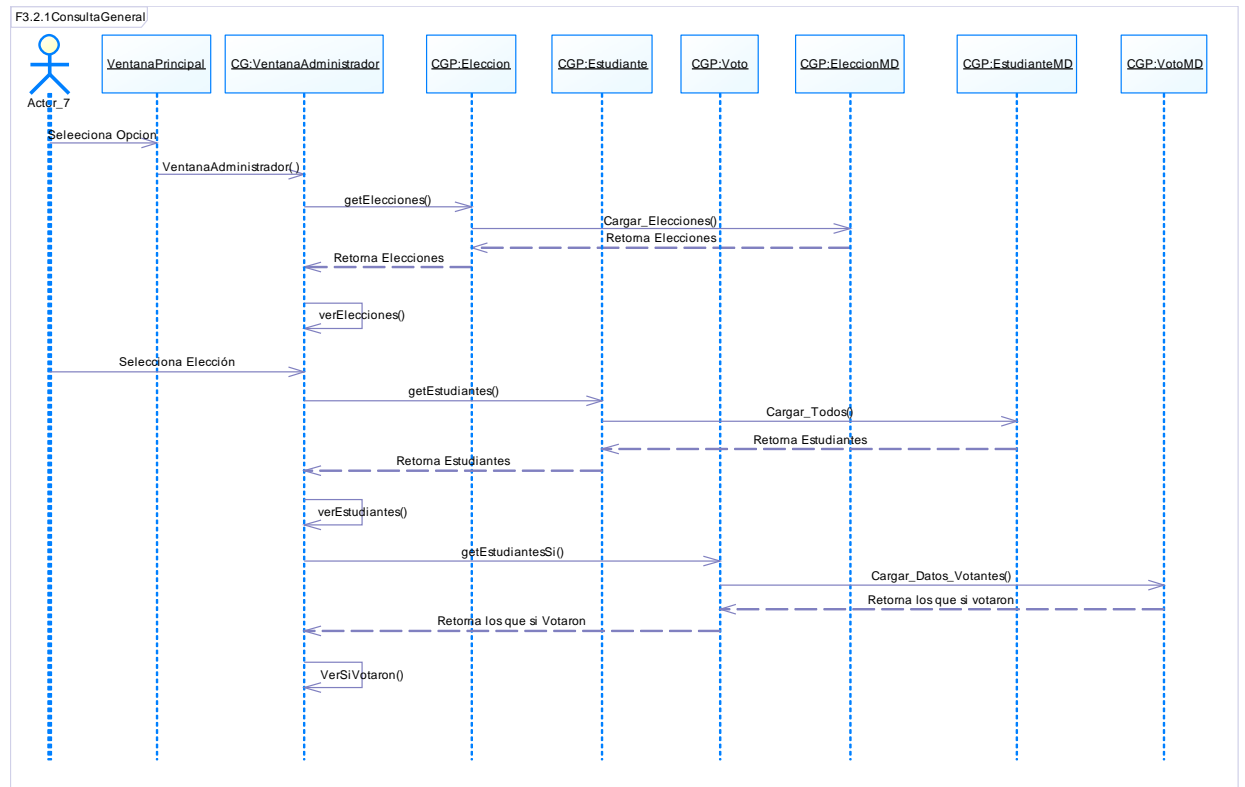 F3.2.1ConsultaGeneral
VentanaPrincipal
CG:VentanaAdministrador
CGP:Eleccion
CGP:Estudiante
CGP:Voto
CGP:EleccionMD
CGP:EstudianteMD
CGP:VotoMD
Actor_7
Seleeciona Opcion
VentanaAdministrador()
getElecciones()
Cargar_Elecciones()
Retorna Elecciones
Retorna Elecciones
verElecciones()
Selecciona Elección
getEstudiantes()
Cargar_Todos()
Retorna Estudiantes
Retorna Estudiantes
verEstudiantes()
getEstudiantesSi()
Cargar_Datos_Votantes()
Retorna los que si votaron
Retorna los que si Votaron
VerSiVotaron()